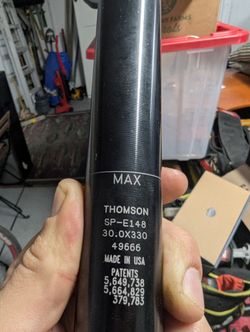 MAX
THOMSON
SP-E148
30.0X330
49666
MADE IN USA
PATENTS
5,649,738
5,664,829
379,783